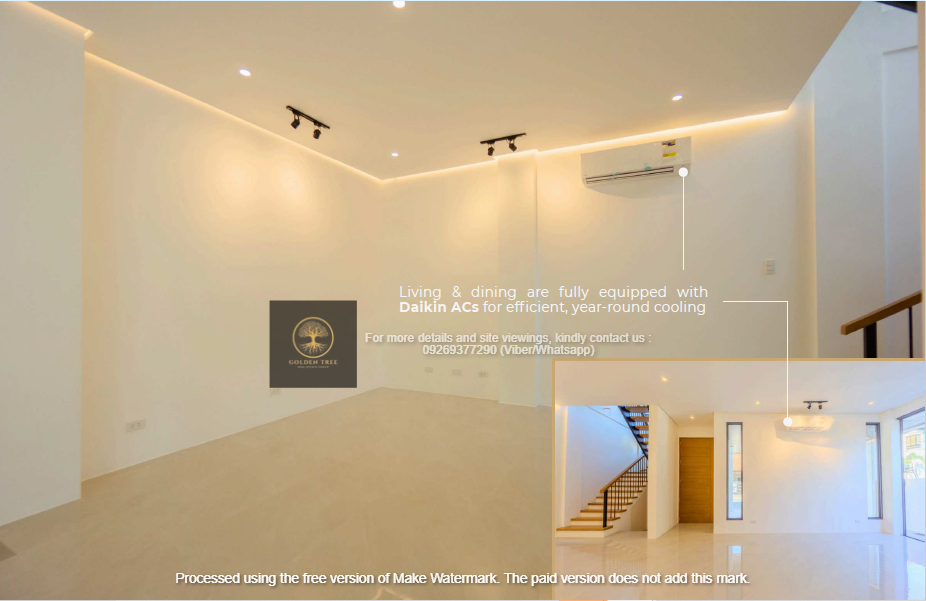 Living & dining are fully equipped with
Daikin ACs for efficient, year-round cooling
For more details and site viewings, kindly contact us :
09269377290 (Viber/Whatsapp)
GOLDEN TREE
Processed using the free version of Make Watermark. The paid version does not add this mark.